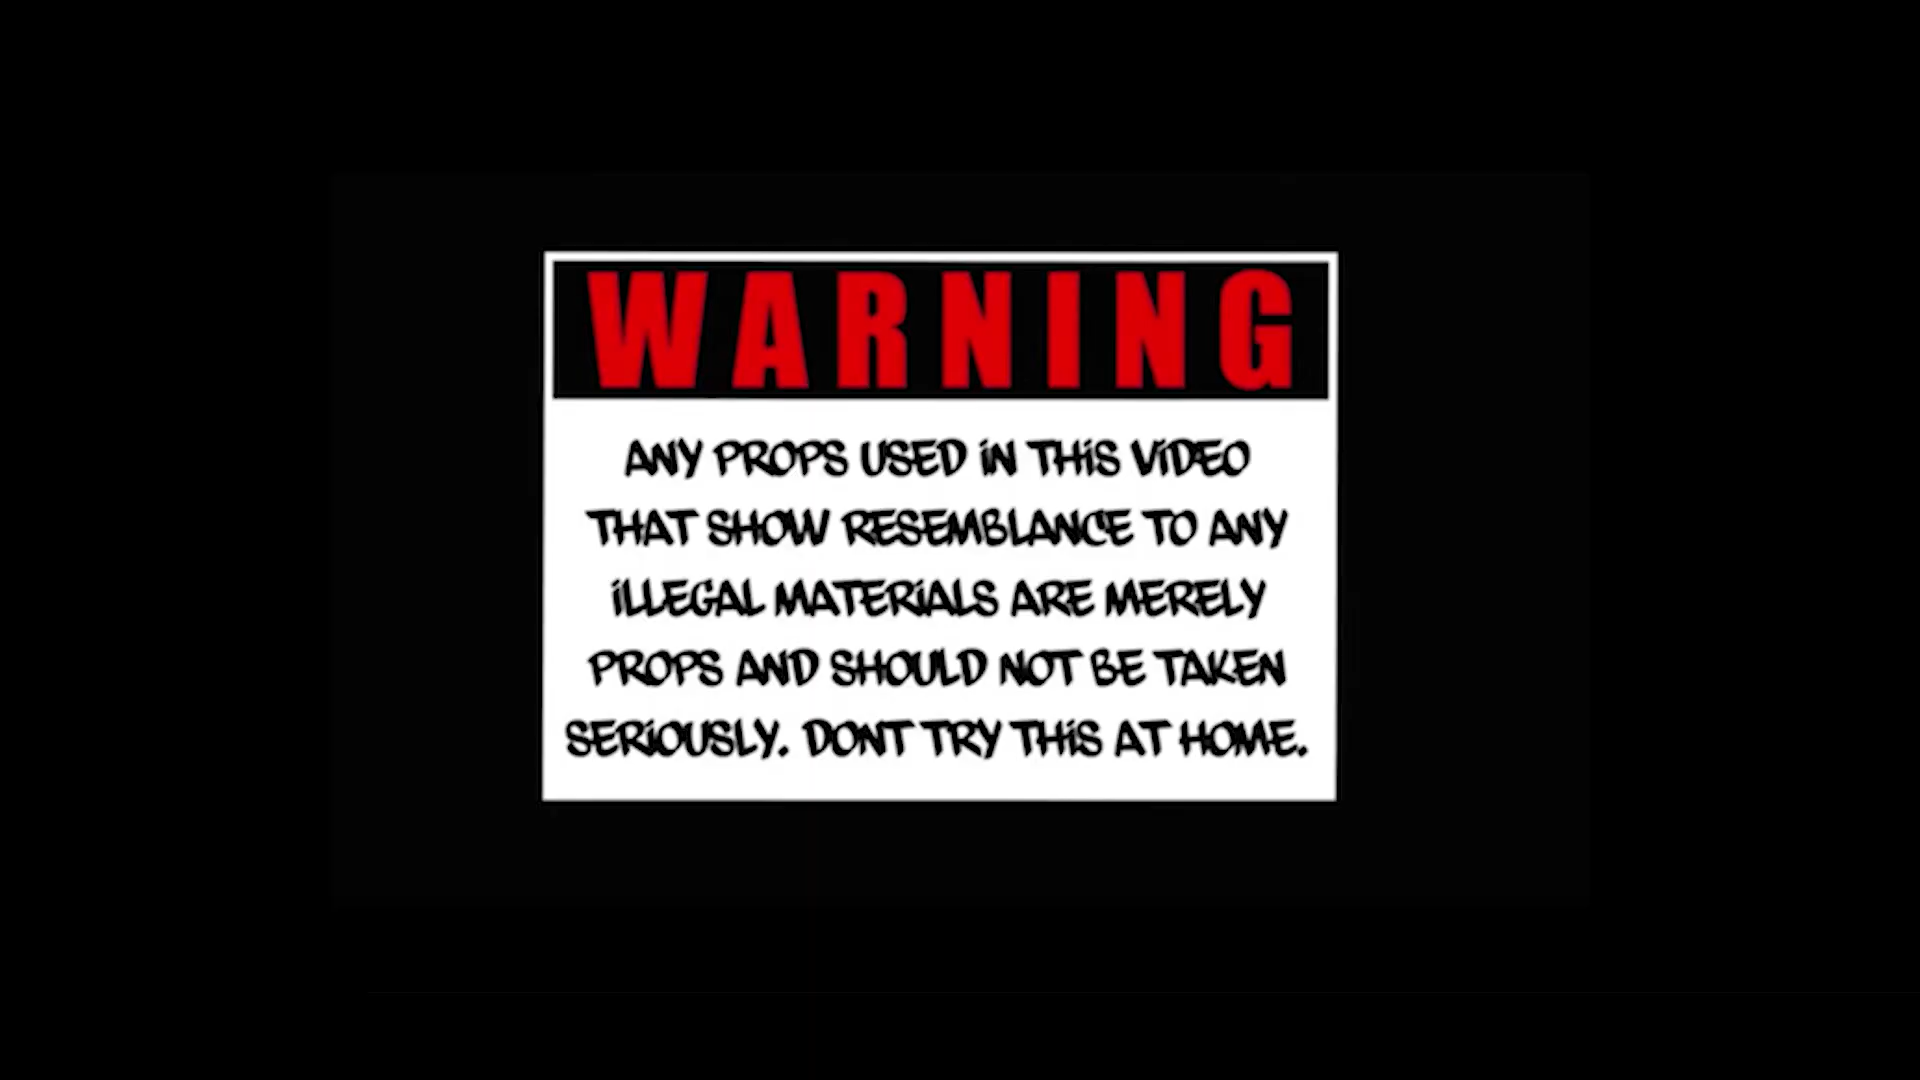 WARNING
ANY PROPS USED iN THiS ViDEO
THAT SHOW RESEMBLANCE TO ANY
iLLEGAL MATERiALS ARE MERELY
PROPS AND SHOULD NOT BE TAKEN
SERiOUSLY. DONT TRY THiS AT HOME.